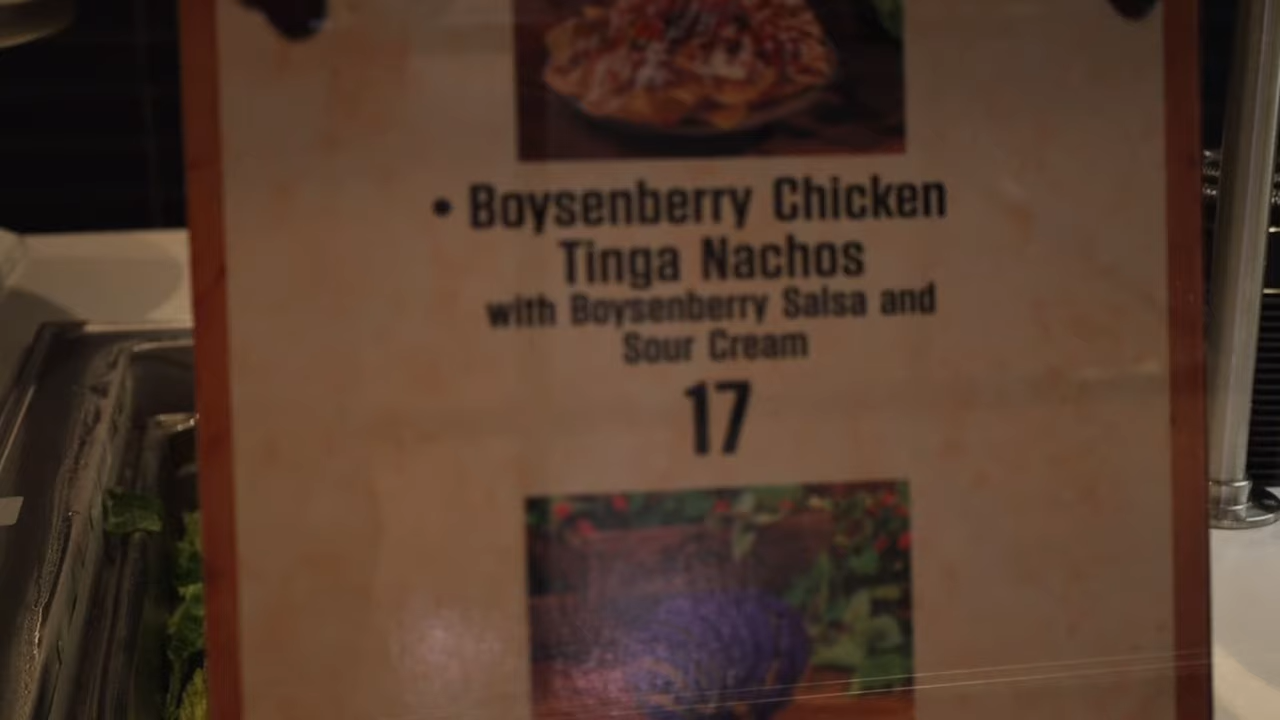 • Boysenberry Chicken
Tinga Nachos
with Boysenberry Salsa and
Sour Cream
17